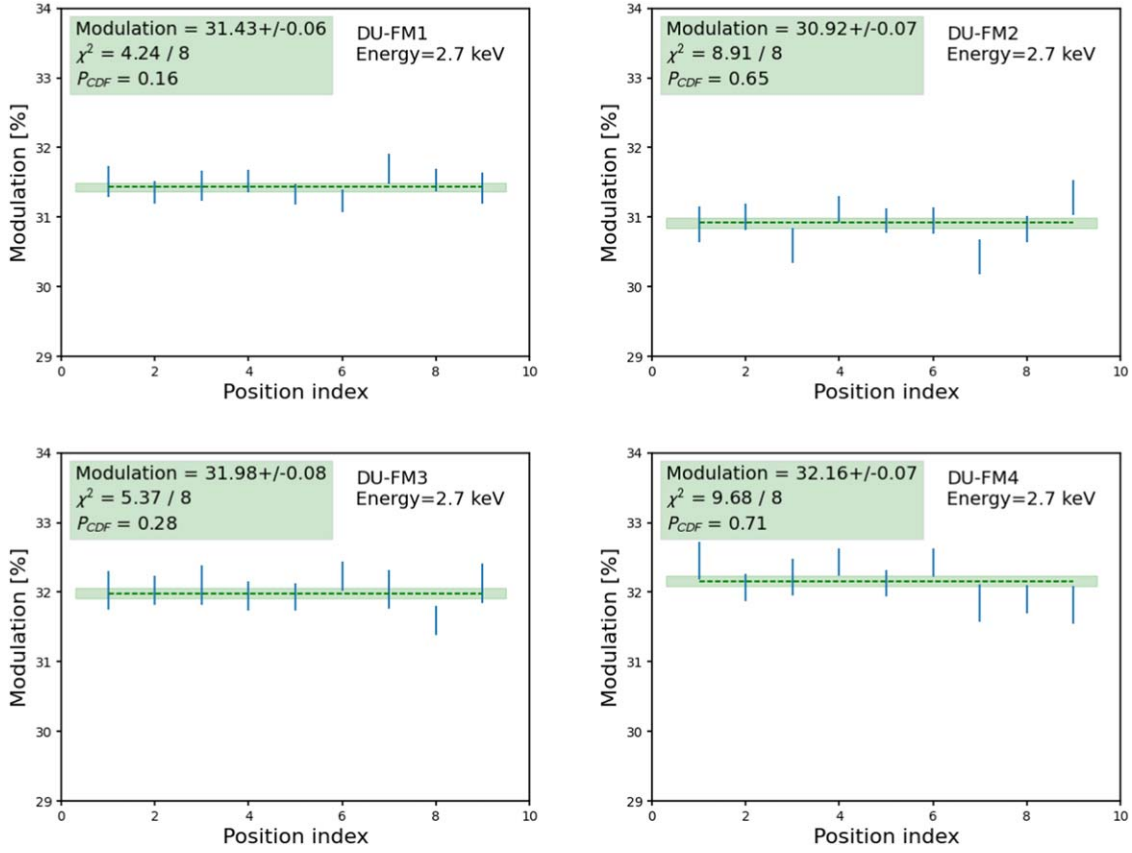 Modulation = 31.43+/-0.06
χ² = 4.24 / 8
P_CDF = 0.16
DU-FM1
Energy=2.7 keV
34
33
32
31
30
29
Modulation [%]
0 2 4 6 8 10
Position index
Modulation = 30.92+/-0.07
χ² = 8.91 / 8
P_CDF = 0.65
DU-FM2
Energy=2.7 keV
34
33
32
31
30
29
Modulation [%]
0 2 4 6 8 10
Position index
Modulation = 31.98+/-0.08
χ² = 5.37 / 8
P_CDF = 0.28
DU-FM3
Energy=2.7 keV
34
33
32
31
30
29
Modulation [%]
0 2 4 6 8 10
Position index
Modulation = 32.16+/-0.07
χ² = 9.68 / 8
P_CDF = 0.71
DU-FM4
Energy=2.7 keV
34
33
32
31
30
29
Modulation [%]
0 2 4 6 8 10
Position index